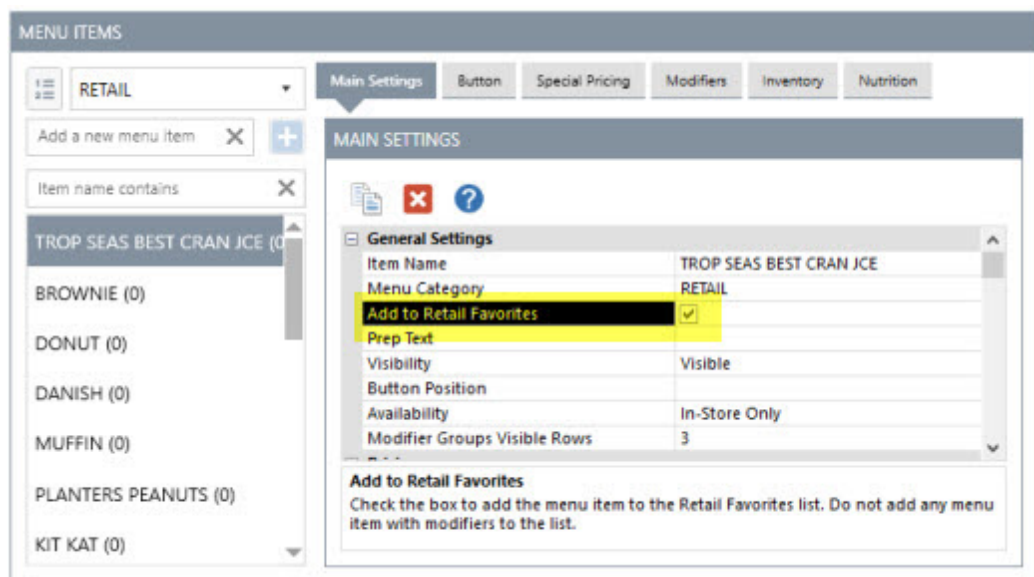 MENU ITEMS
RETAIL
Add a new menu item
Item name contains
TROP SEAS BEST CRAN JCE (0
BROWNIE (0)
DONUT (0)
DANISH (0)
MUFFIN (0)
PLANTERS PEANUTS (0)
KIT KAT (0)
Main Settings Button Special Pricing Modifiers Inventory Nutrition
MAIN SETTINGS
General Settings
Item Name TROP SEAS BEST CRAN JCE
Menu Category RETAIL
Add to Retail Favorites
Prep Text
Visibility Visible
Button Position
Availability In-Store Only
Modifier Groups Visible Rows 3
Add to Retail Favorites
Check the box to add the menu item to the Retail Favorites list. Do not add any menu
item with modifiers to the list.